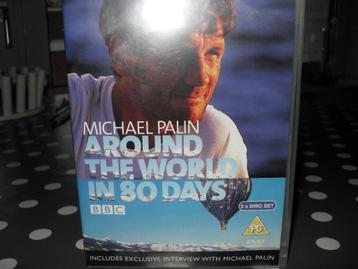 MICHAEL PALIN
AROUND
THE WORLD
IN 80 DAYS
BBC
3 x DISC SET
PG
DVD
INCLUDES EXCLUSIVE INTERVIEW WITH MICHAEL PALIN